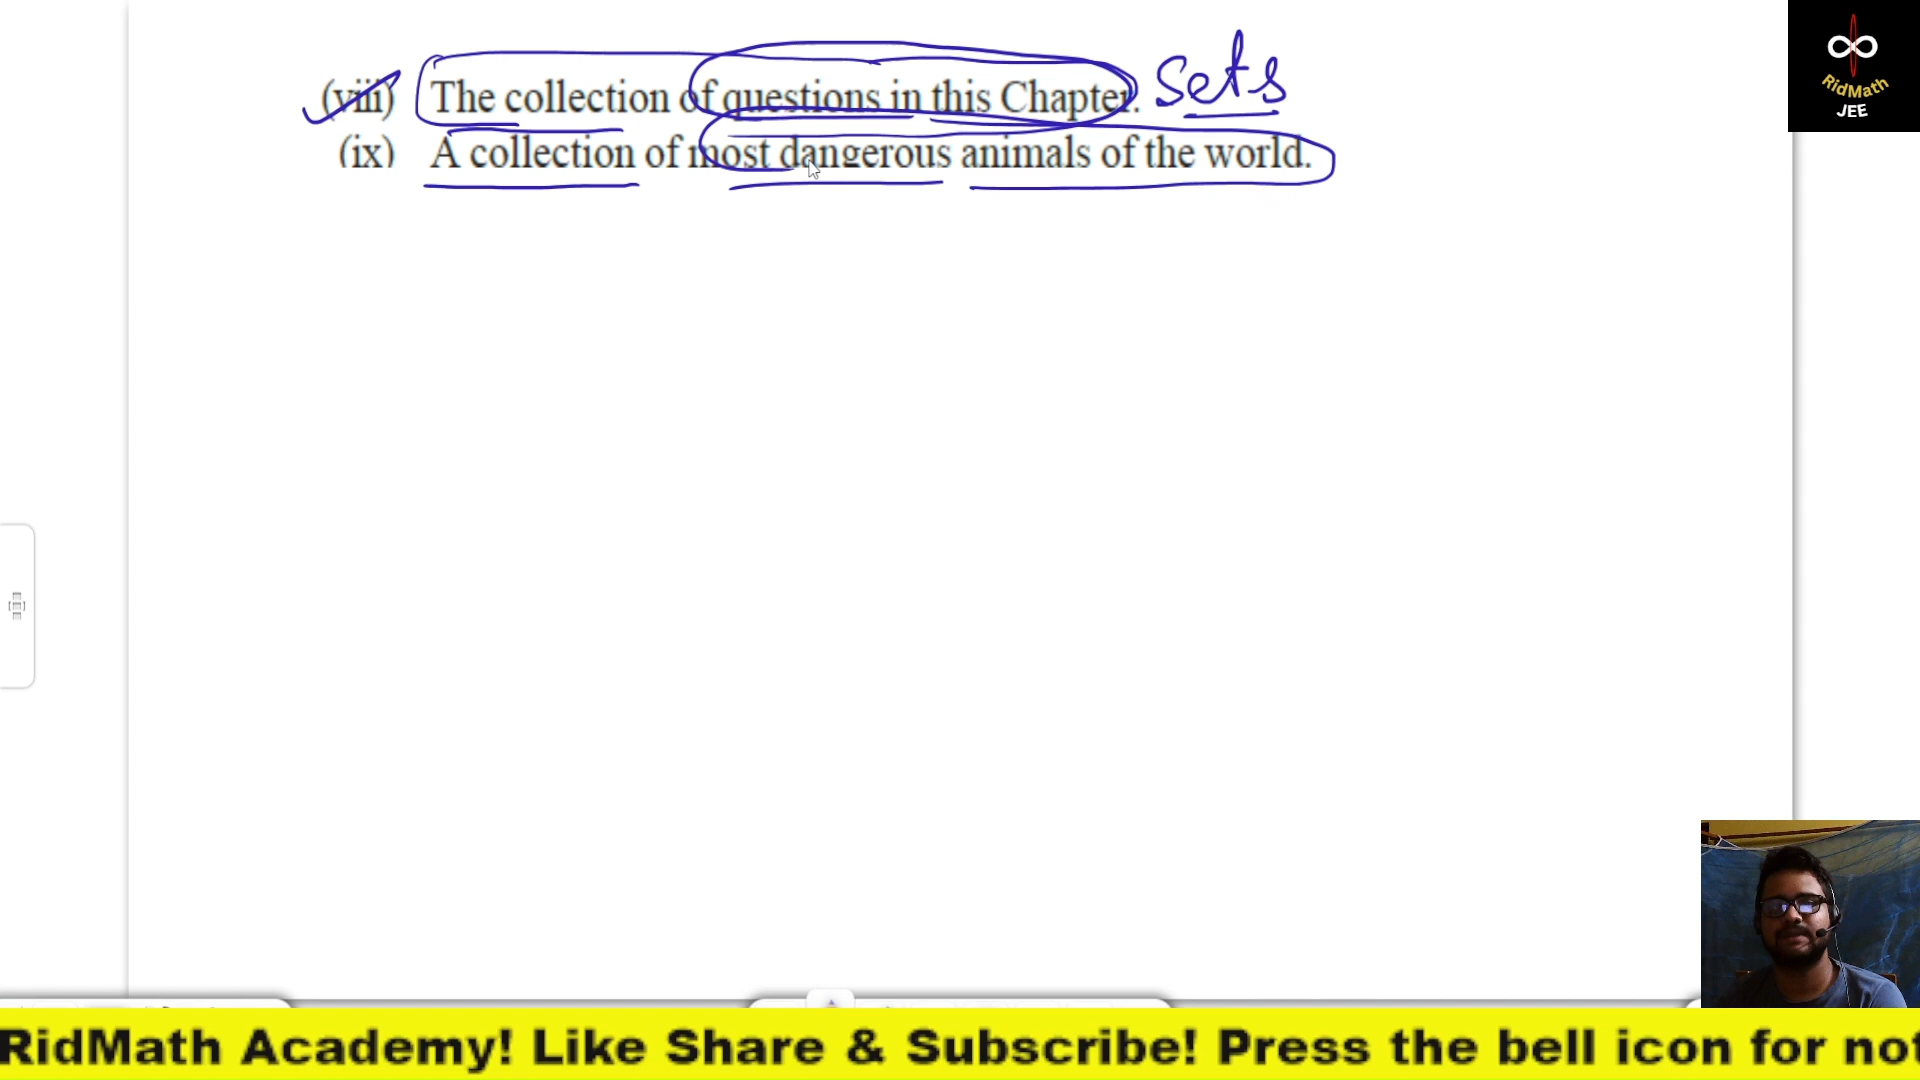 (viii) The collection of questions in this Chapter. sets
(ix) A collection of most dangerous animals of the world.
RidMath
JEE
RidMath Academy! Like Share & Subscribe! Press the bell icon for not